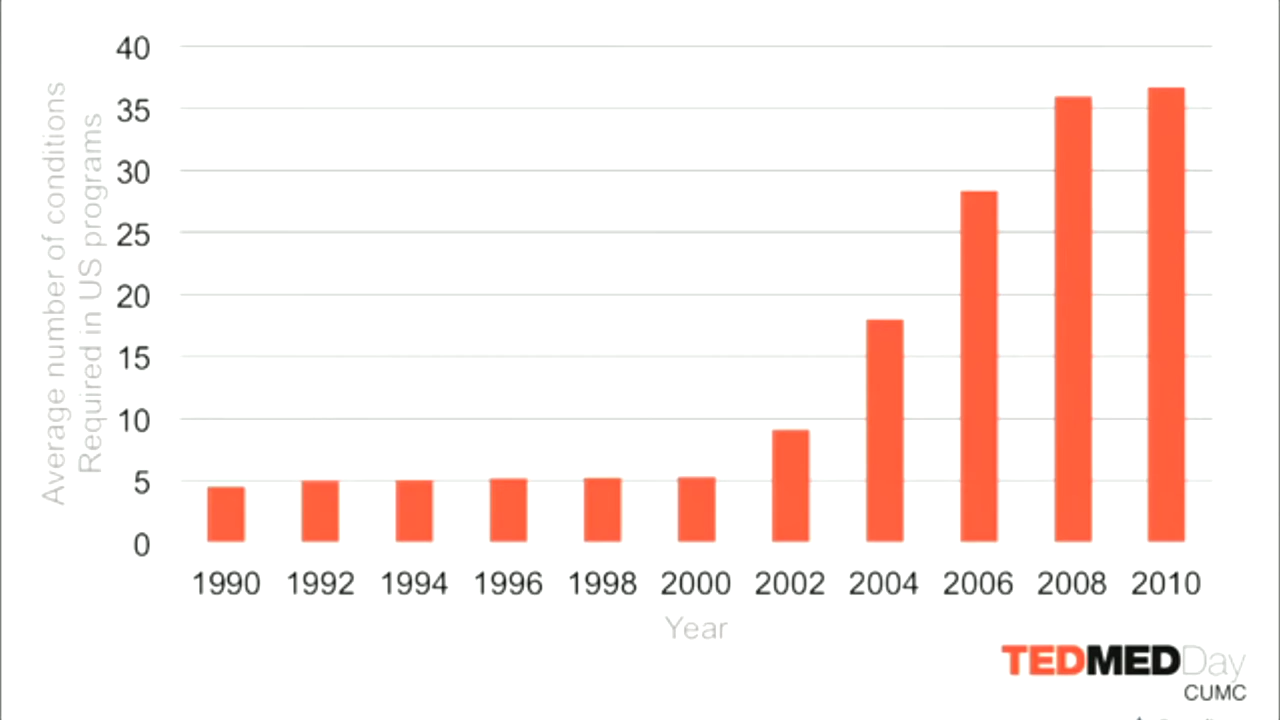 40
35
30
25
20
15
10
5
0
Average number of conditions
Required in US programs
1990 1992 1994 1996 1998 2000 2002 2004 2006 2008 2010
Year
TEDMEDDay
CUMC